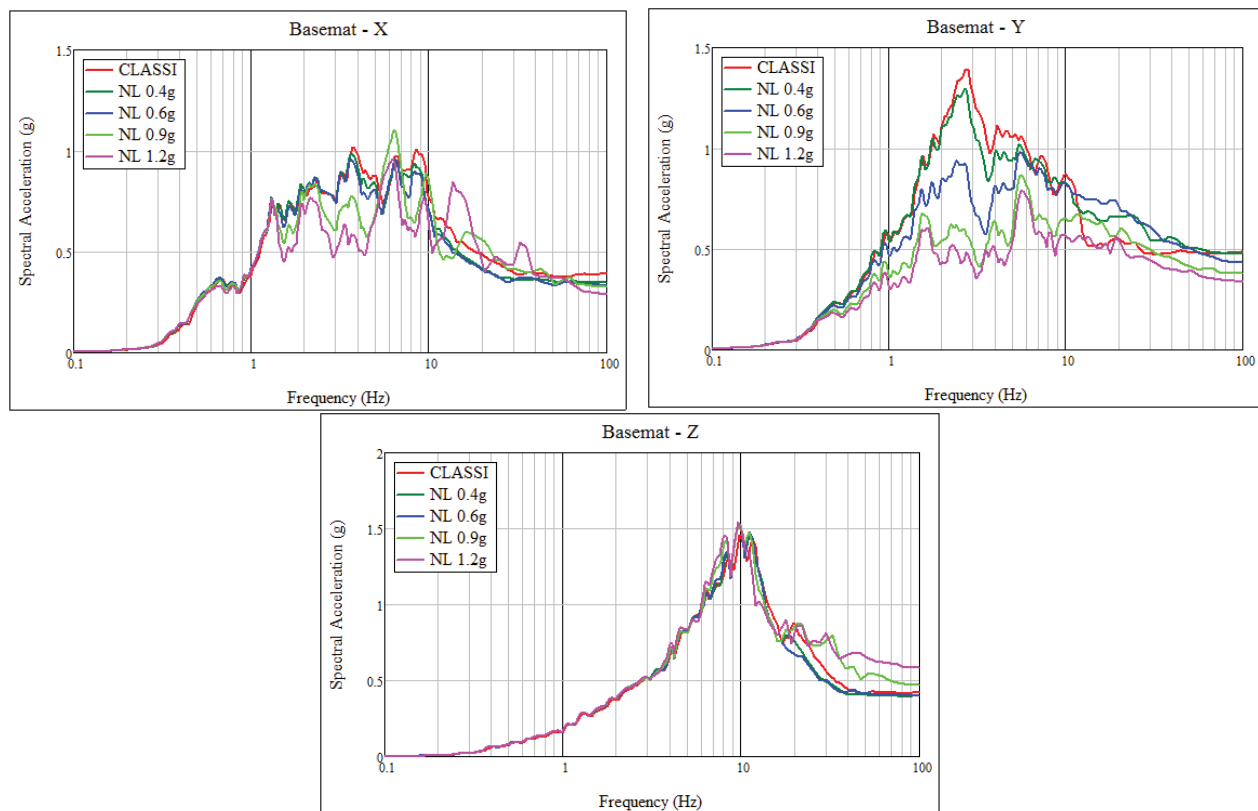 Basemat - X
1.5
1
0.5
0
0.1
1
10
100
Spectral Acceleration (g)
Frequency (Hz)
CLASSI
NL 0.4g
NL 0.6g
NL 0.9g
NL 1.2g
Basemat - Y
1.5
1
0.5
0
0.1
1
10
100
Spectral Acceleration (g)
Frequency (Hz)
CLASSI
NL 0.4g
NL 0.6g
NL 0.9g
NL 1.2g
Basemat - Z
2
1.5
1
0.5
0
0.1
1
10
100
Spectral Acceleration (g)
Frequency (Hz)
CLASSI
NL 0.4g
NL 0.6g
NL 0.9g
NL 1.2g